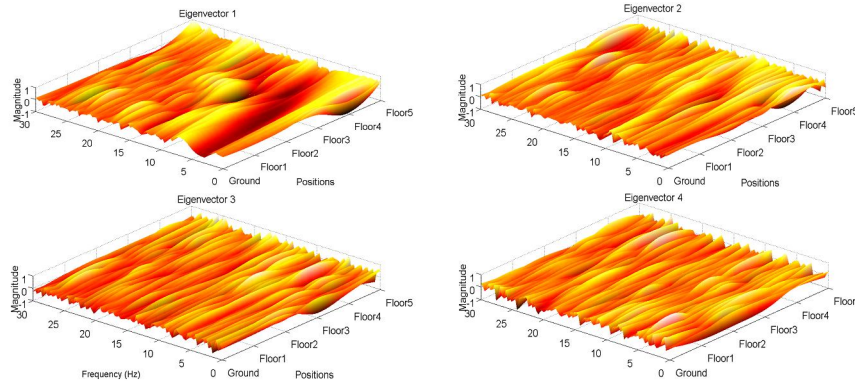 Eigenvector 1
Magnitude
1
0
-1
30
25
20
15
10
5
0
Ground
Floor1
Floor2
Floor3
Floor4
Floor5
Positions
Eigenvector 2
Magnitude
1
0
-1
30
25
20
15
10
5
0
Ground
Floor1
Floor2
Floor3
Floor4
Floor5
Positions
Eigenvector 3
Magnitude
1
0
-1
30
25
20
15
10
5
0
Frequency (Hz)
Ground
Floor1
Floor2
Floor3
Floor4
Floor5
Positions
Eigenvector 4
Magnitude
1
0
-1
30
25
20
15
10
5
0
Ground
Floor1
Floor2
Floor3
Floor4
Floor
Positions